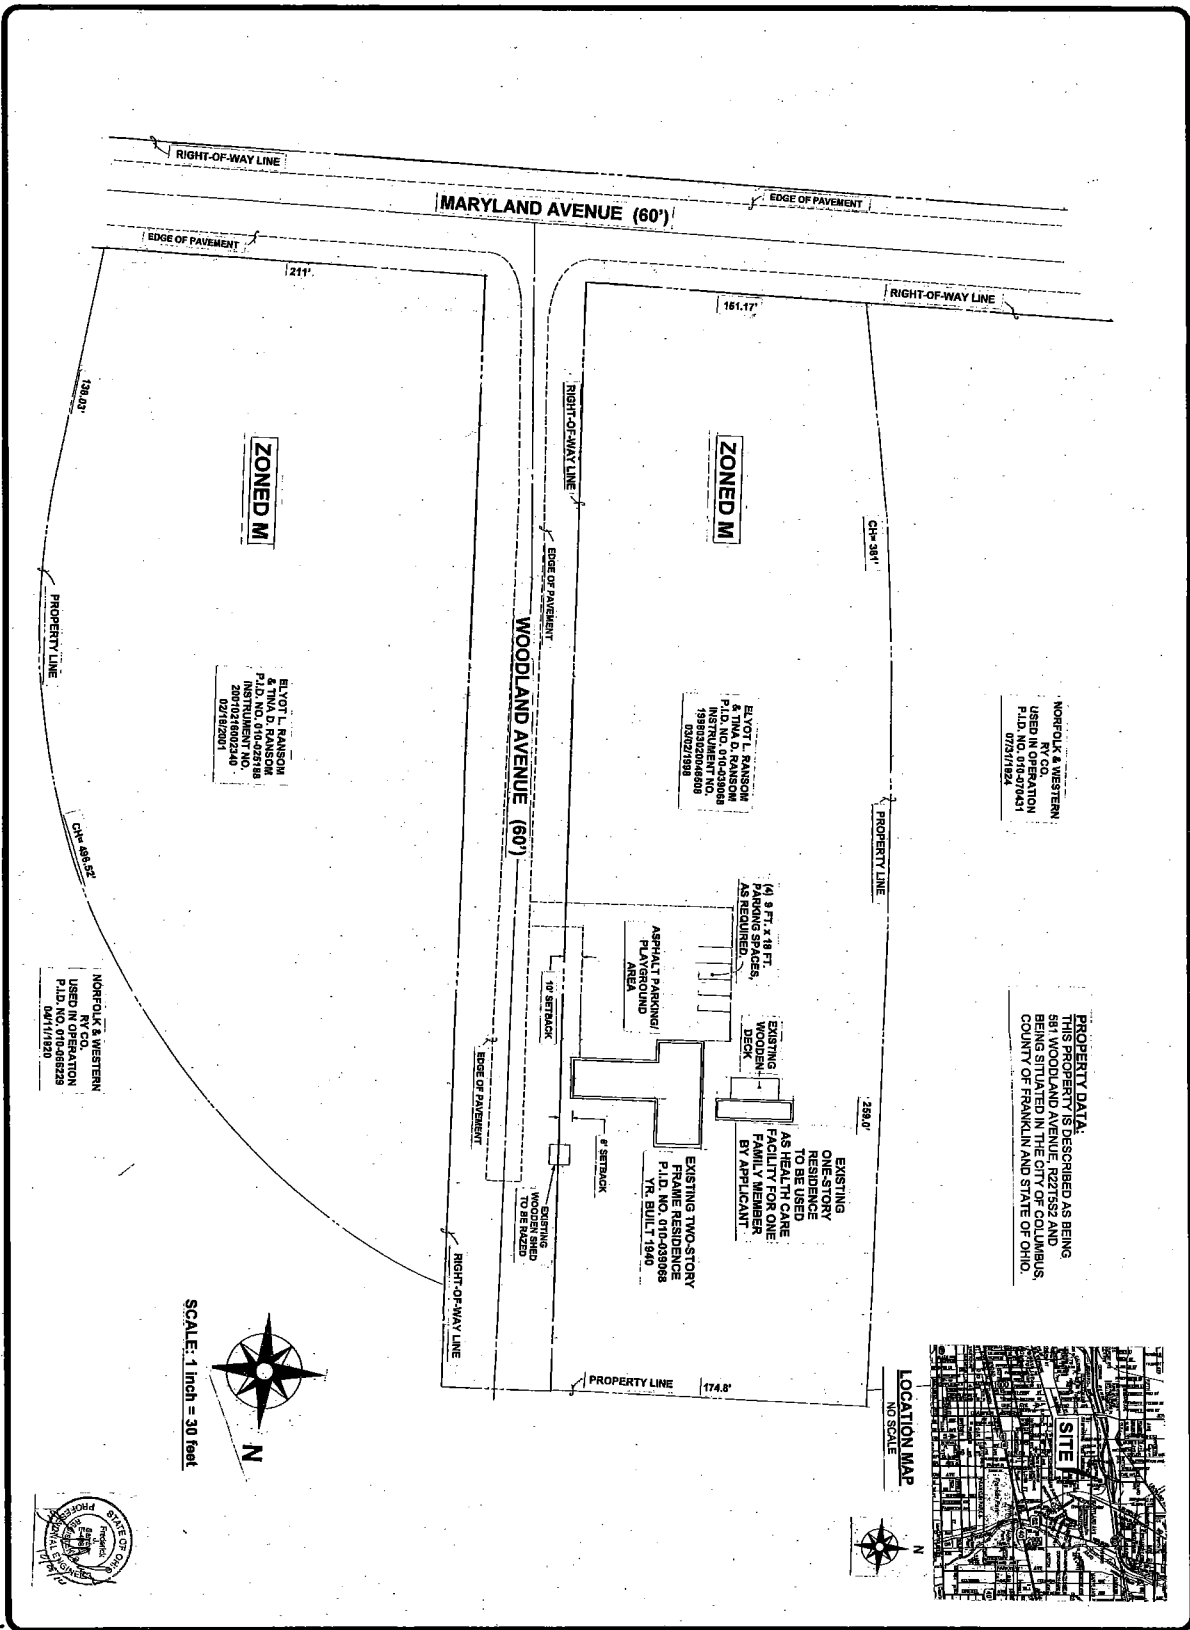 RIGHT-OF-WAY LINE
MARYLAND AVENUE (60')
EDGE OF PAVEMENT
EDGE OF PAVEMENT
211'
RIGHT-OF-WAY LINE
151.17'
138.03'
ZONED M
RIGHT-OF-WAY LINE
ZONED M
CH= 381'
EDGE OF PAVEMENT
PROPERTY LINE
WOODLAND AVENUE (60')
ELYOT L. RANSOM
& TINA D. RANSOM
P.I.D. NO. 010-025188
INSTRUMENT NO.
20010216002340
02/16/2001
ELYOT L. RANSOM
& TINA D. RANSOM
P.I.D. NO. 010-039068
INSTRUMENT NO.
03/02/1998
NORFOLK & WESTERN
RY CO.
USED IN OPERATION
P.I.D. NO. 010-070431
07/31/1924
PROPERTY LINE
CH= 498.52'
(4) 9 FT. x 18 FT.
PARKING SPACES,
AS REQUIRED.
ASPHALT PARKING/
PLAYGROUND
AREA
10' SETBACK
EXISTING
WOODEN
DECK
259.0'
PROPERTY DATA:
THIS PROPERTY IS DESCRIBED AS BEING
581 WOODLAND AVENUE, R22T5S2 AND
BEING SITUATED IN THE CITY OF COLUMBUS,
COUNTY OF FRANKLIN AND STATE OF OHIO.
NORFOLK & WESTERN
RY CO.
USED IN OPERATION
P.I.D. NO. 010-066229
04/11/1920
EDGE OF PAVEMENT
8' SETBACK
EXISTING
ONE-STORY
RESIDENCE
TO BE USED
AS HEALTH CARE
FACILITY FOR ONE
FAMILY MEMBER
BY APPLICANT
EXISTING TWO-STORY
FRAME RESIDENCE
P.I.D. NO. 010-039068
YR. BUILT 1940
EXISTING
WOODEN SHED
TO BE RAZED
RIGHT-OF-WAY LINE
PROPERTY LINE
174.8'
SCALE: 1 inch = 30 feet
N
LOCATION MAP
NO SCALE
SITE
N
STATE OF OHIO
Frederick